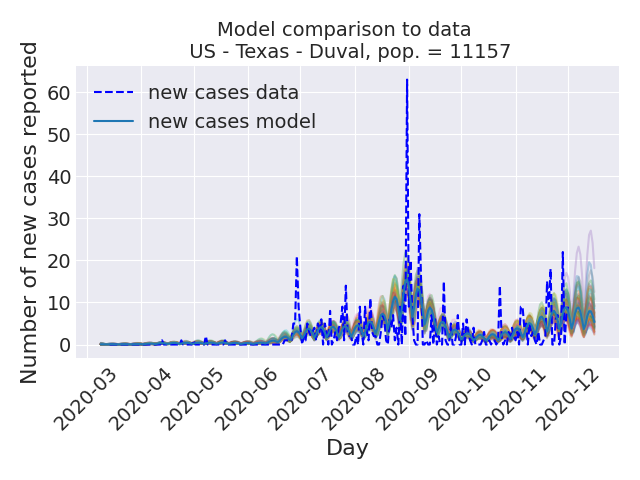 Model comparison to data
US - Texas - Duval, pop. = 11157
Number of new cases reported
60
50
40
30
20
10
0
new cases data
new cases model
2020-03
2020-04
2020-05
2020-06
2020-07
2020-08
2020-09
2020-10
2020-11
2020-12
Day